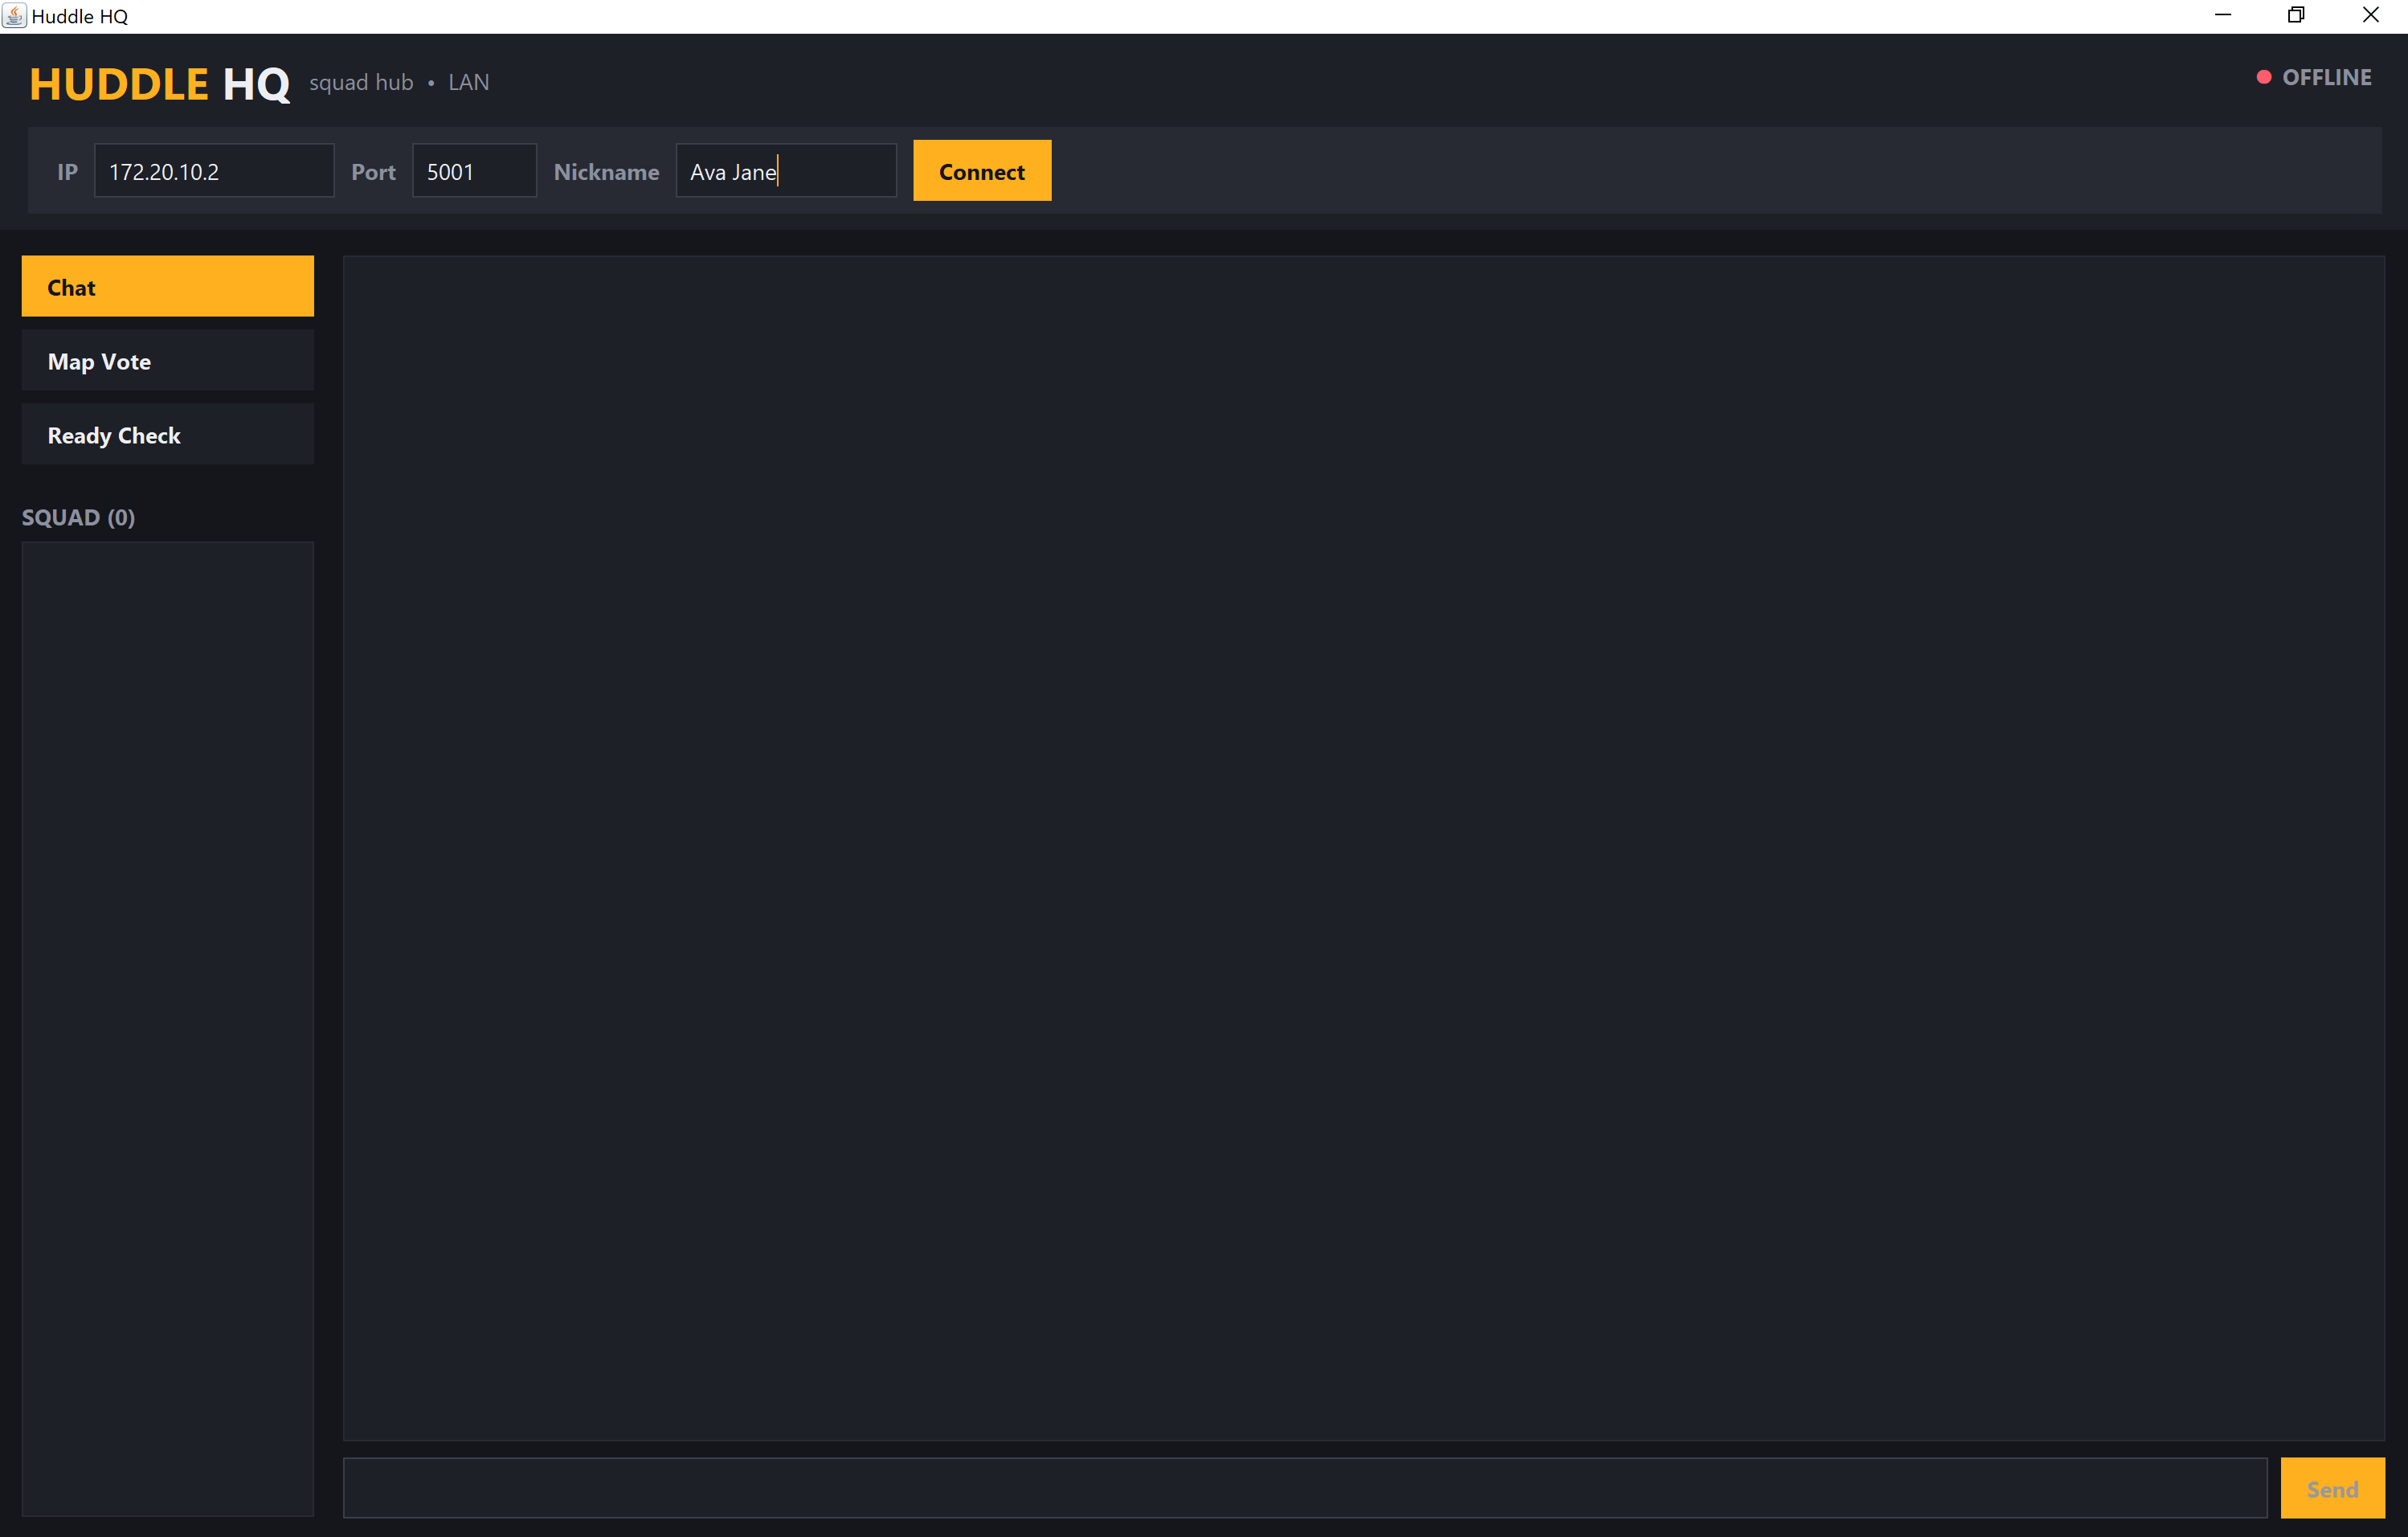 Huddle HQ
HUDDLE HQ squad hub • LAN
OFFLINE
IP 172.20.10.2 Port 5001 Nickname Ava Jane Connect
Chat
Map Vote
Ready Check
SQUAD (0)
Send